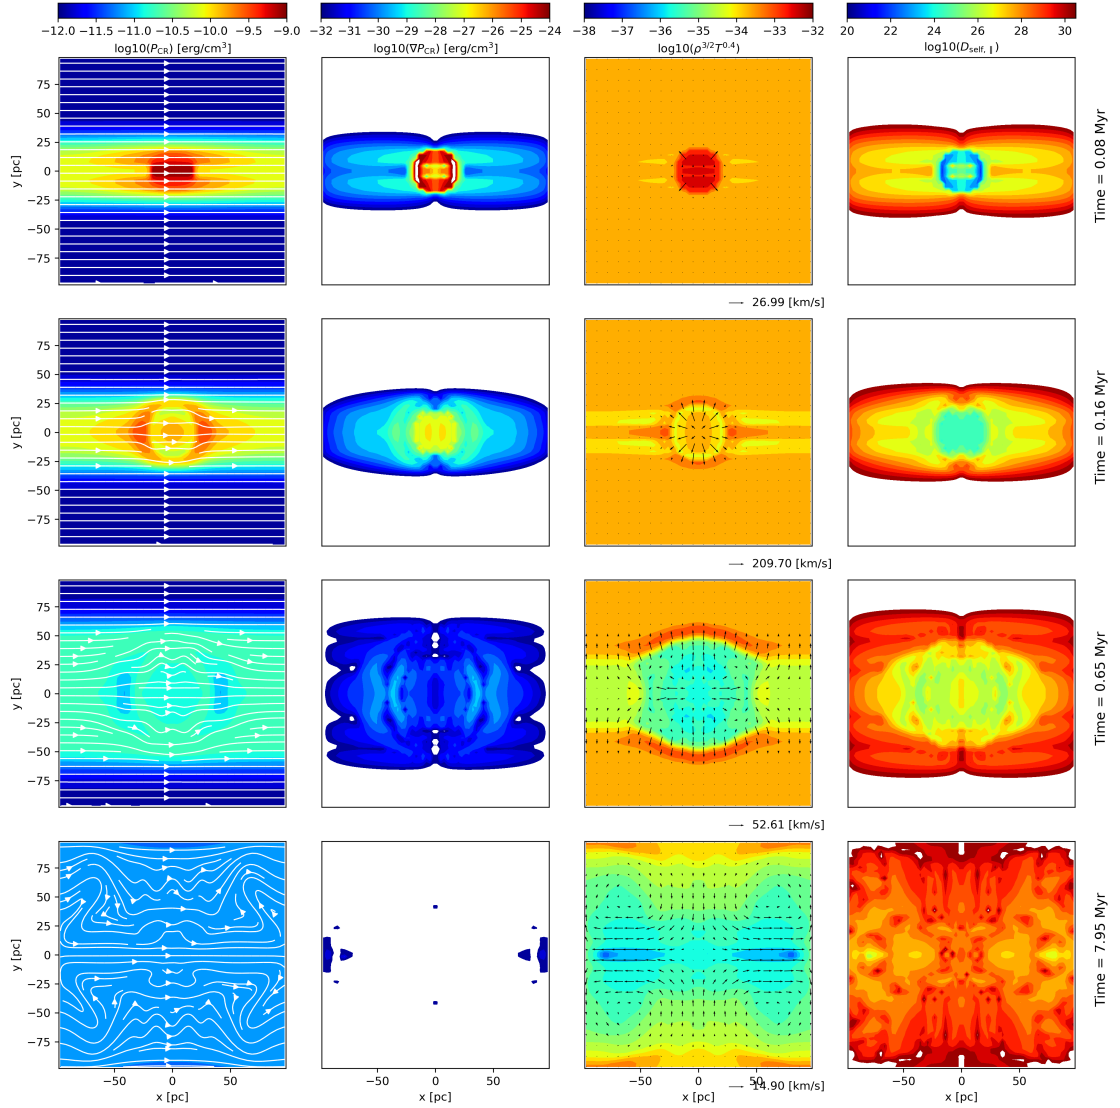 −12.0 −11.5 −11.0 −10.5 −10.0 −9.5 −9.0
log10(P_CR) [erg/cm³]
−32 −31 −30 −29 −28 −27 −26 −25 −24
log10(∇P_CR) [erg/cm³]
−38 −37 −36 −35 −34 −33 −32
log10(ρ^{3/2}T^{0.4})
20 22 24 26 28 30
log10(D_{self, ∥})
75
50
25
0
−25
−50
−75
y [pc]
Time = 0.08 Myr
26.99 [km/s]
75
50
25
0
−25
−50
−75
y [pc]
Time = 0.16 Myr
209.70 [km/s]
75
50
25
0
−25
−50
−75
y [pc]
Time = 0.65 Myr
52.61 [km/s]
75
50
25
0
−25
−50
−75
y [pc]
Time = 7.95 Myr
−50 0 50
x [pc]
−50 0 50
x [pc]
−50 0 50
x [pc]
14.90 [km/s]
−50 0 50
x [pc]